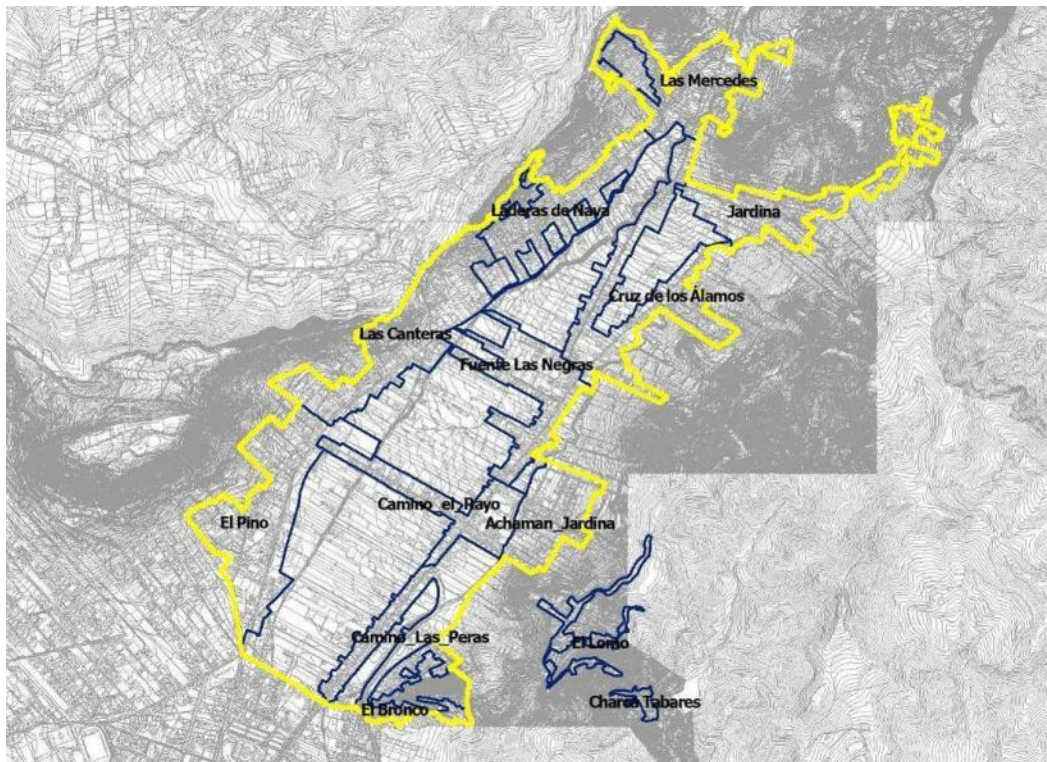 Las Mercedes
Laderas de Naya
Jardina
Cruz de los Álamos
Las Canteras
Fuente Las Negras
Camino_el_Rayo
El Pino
Achaman_Jardina
Camino_Las_Peras
El Lomo
El Bronco
Charca Tabares